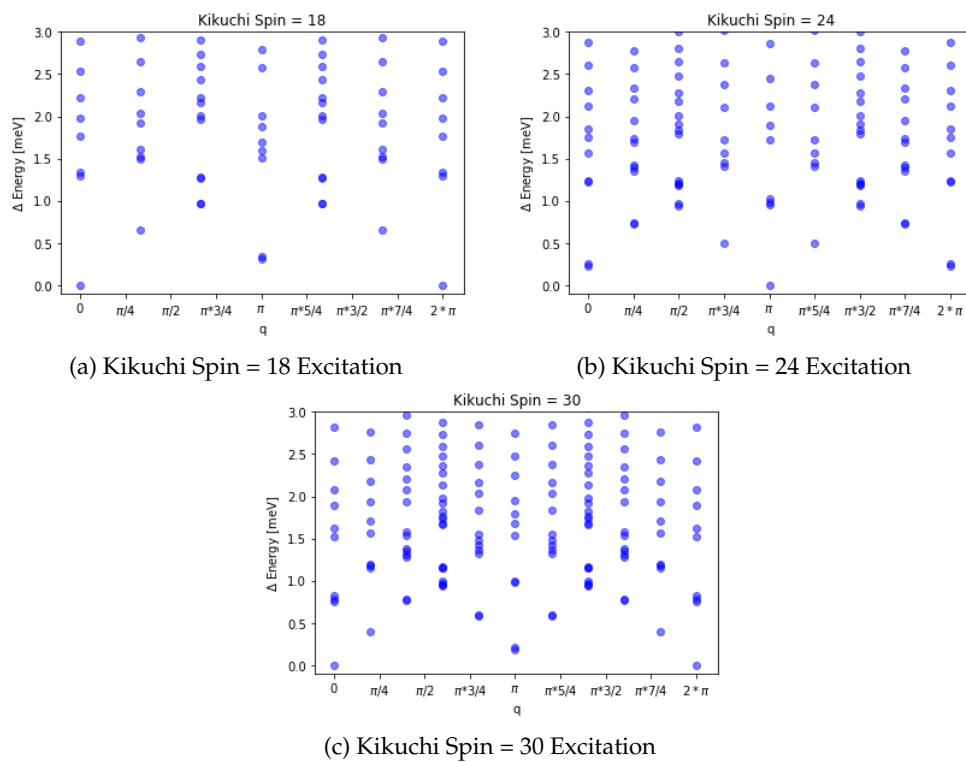 Kikuchi Spin = 18
3.0
2.5
2.0
1.5
1.0
0.5
0.0
Δ Energy [meV]
0 π/4 π/2 π*3/4 π π*5/4 π*3/2 π*7/4 2 * π
q
(a) Kikuchi Spin = 18 Excitation
Kikuchi Spin = 24
3.0
2.5
2.0
1.5
1.0
0.5
0.0
Δ Energy [meV]
0 π/4 π/2 π*3/4 π π*5/4 π*3/2 π*7/4 2 * π
q
(b) Kikuchi Spin = 24 Excitation
Kikuchi Spin = 30
3.0
2.5
2.0
1.5
1.0
0.5
0.0
Δ Energy [meV]
0 π/4 π/2 π*3/4 π π*5/4 π*3/2 π*7/4 2 * π
q
(c) Kikuchi Spin = 30 Excitation